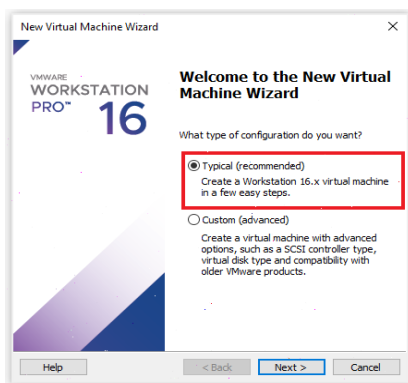 New Virtual Machine Wizard
VMWARE
WORKSTATION
PRO™ 16
Welcome to the New Virtual
Machine Wizard
What type of configuration do you want?
Typical (recommended)
Create a Workstation 16.x virtual machine
in a few easy steps.
Custom (advanced)
Create a virtual machine with advanced
options, such as a SCSI controller type,
virtual disk type and compatibility with
older VMware products.
Help < Back Next > Cancel